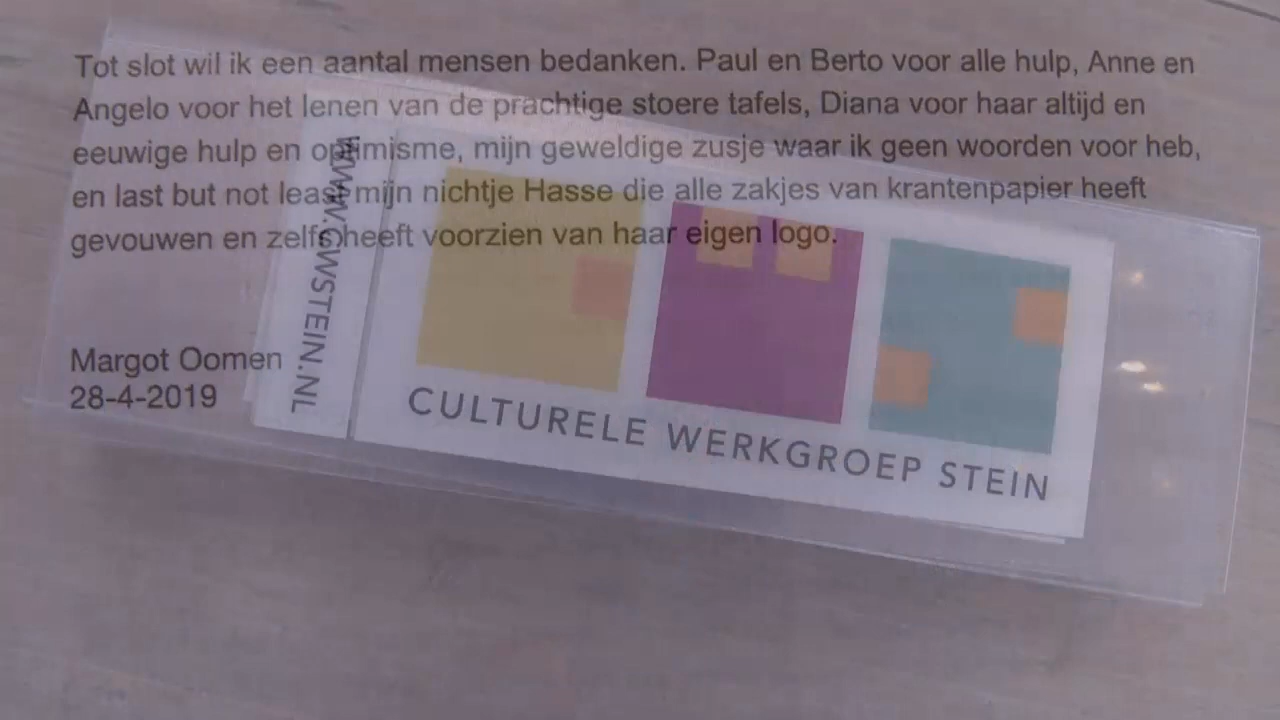 Tot slot wil ik een aantal mensen bedanken. Paul en Berto voor alle hulp, Anne en
Angelo voor het lenen van de prachtige stoere tafels, Diana voor haar altijd en
eeuwige hulp en optimisme, mijn geweldige zusje waar ik geen woorden voor heb,
en last but not least mijn nichtje Hasse die alle zakjes van krantenpapier heeft
gevouwen en zelfs heeft voorzien van haar eigen logo.
Margot Oomen
28-4-2019
WWW.CWSTEIN.NL
CULTURELE WERKGROEP STEIN